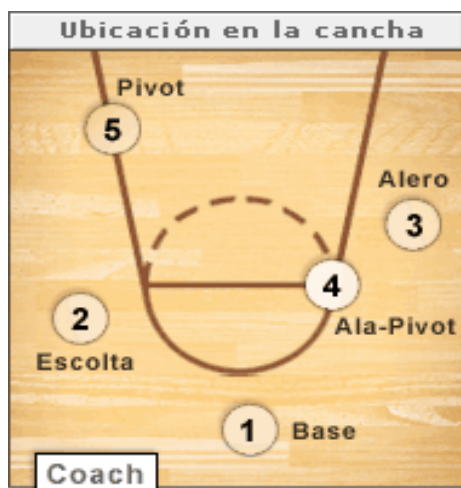 Ubicación en la cancha
Pivot
5
Alero
3
4
Ala-Pivot
2
Escolta
1 Base
Coach